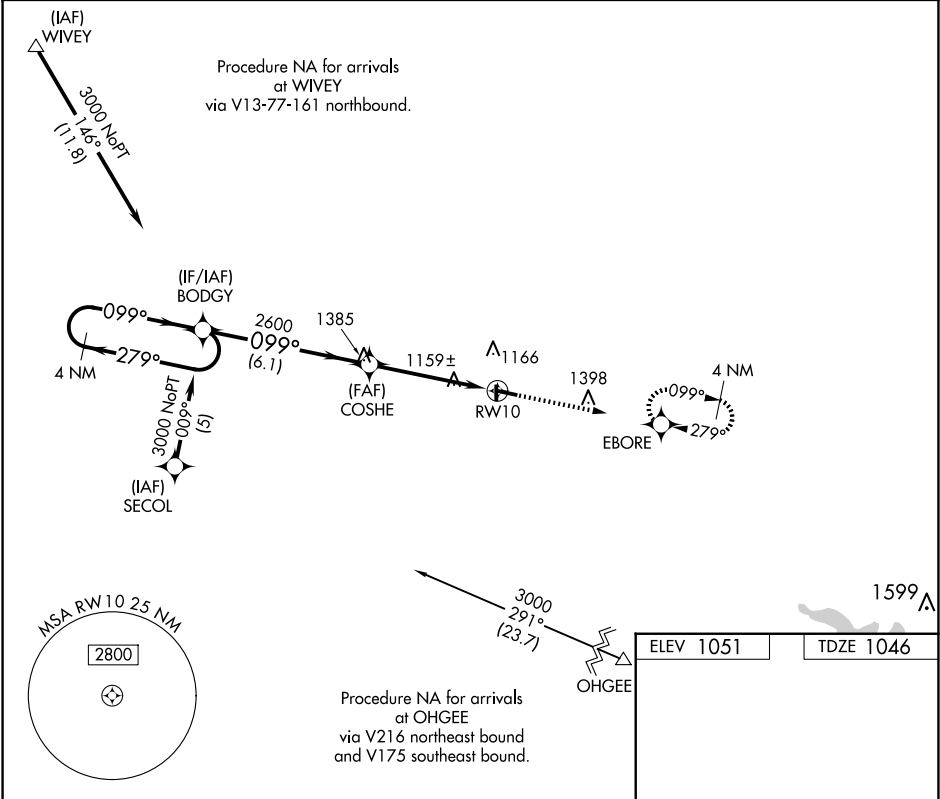 (IAF)
WIVEY
Procedure NA for arrivals
at WIVEY
via V13-77-161 northbound.
3000 NoPT
146°
(11.8)
(IF/IAF)
BODGY
099°
279°
4 NM
2600
099°
(6.1)
1385
(FAF)
COSHE
1159±
1166
RW10
1398
4 NM
099°
279°
EBORE
3000 NoPT
009°
(5)
(IAF)
SECOL
MSA RW10 25 NM
2800
3000
291°
(23.7)
OHGEE
Procedure NA for arrivals
at OHGEE
via V216 northeast bound
and V175 southeast bound.
1599
ELEV 1051
TDZE 1046